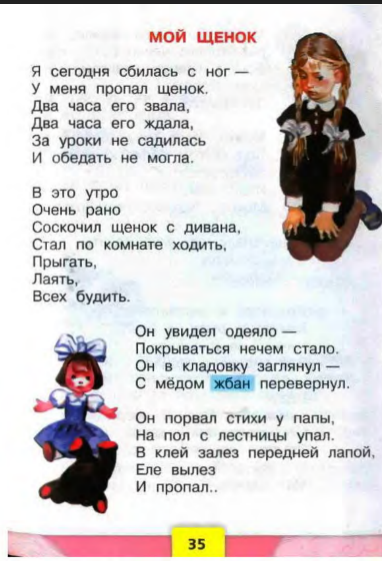 МОЙ ЩЕНОК
Я сегодня сбилась с ног —
У меня пропал щенок.
Два часа его звала,
Два часа его ждала,
За уроки не садилась
И обедать не могла.
В это утро
Очень рано
Соскочил щенок с дивана,
Стал по комнате ходить,
Прыгать,
Лаять,
Всех будить.
Он увидел одеяло —
Покрываться нечем стало.
Он в кладовку заглянул —
С мёдом жбан перевернул.
Он порвал стихи у папы,
На пол с лестницы упал.
В клей залез передней лапой,
Еле вылез
И пропал..
35